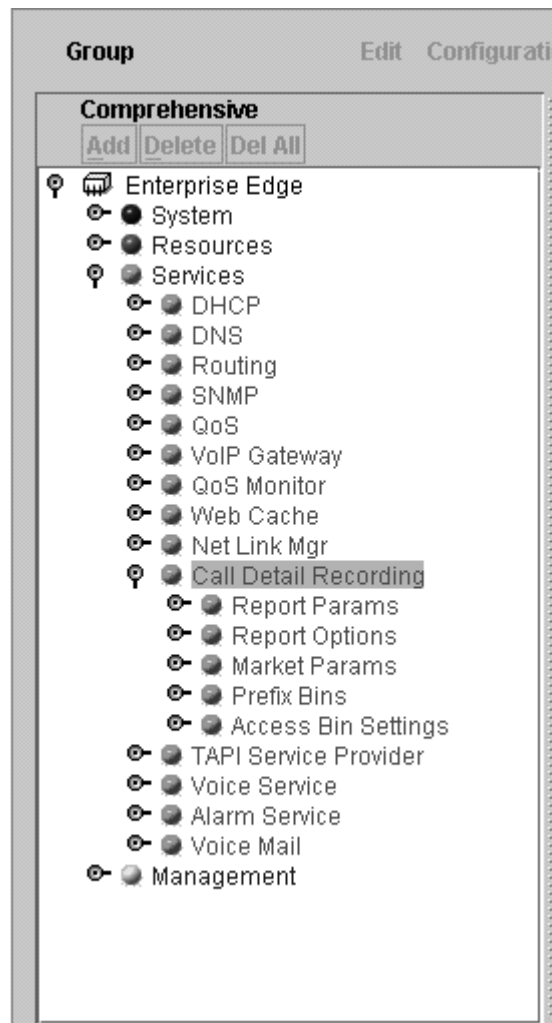 Group Edit Configurati
Comprehensive
Add Delete Del All
Enterprise Edge
System
Resources
Services
DHCP
DNS
Routing
SNMP
QoS
VoIP Gateway
QoS Monitor
Web Cache
Net Link Mgr
Call Detail Recording
Report Params
Report Options
Market Params
Prefix Bins
Access Bin Settings
TAPI Service Provider
Voice Service
Alarm Service
Voice Mail
Management